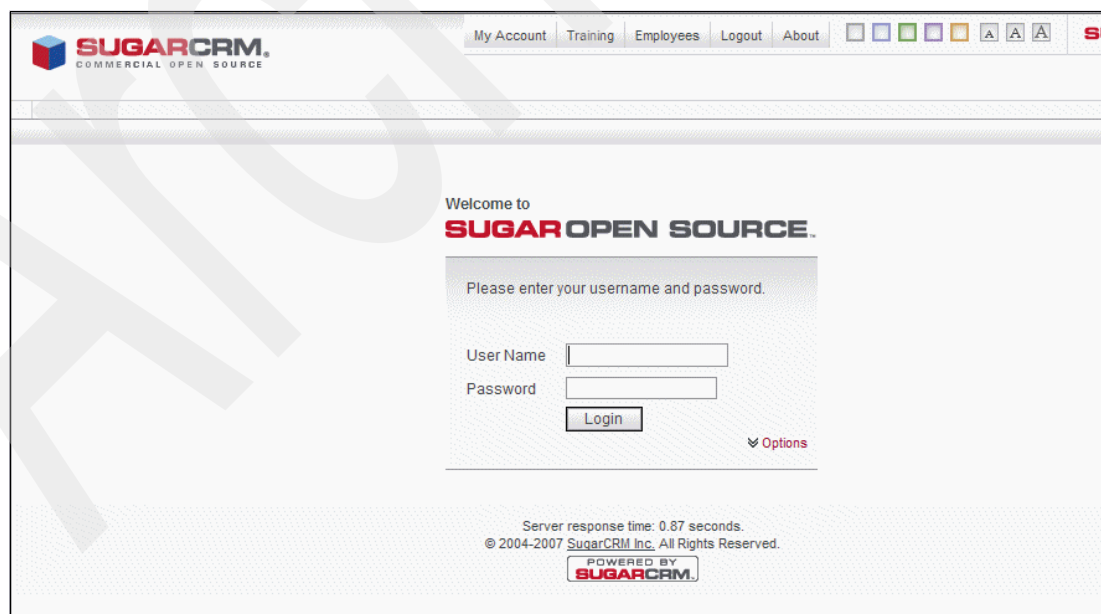 SUGARCRM.
COMMERCIAL OPEN SOURCE
My Account Training Employees Logout About A A A
Welcome to
SUGAR OPEN SOURCE™
Please enter your username and password.
User Name
Password
Login
Options
Server response time: 0.87 seconds.
© 2004-2007 SugarCRM Inc. All Rights Reserved.
POWERED BY
SUGARCRM.